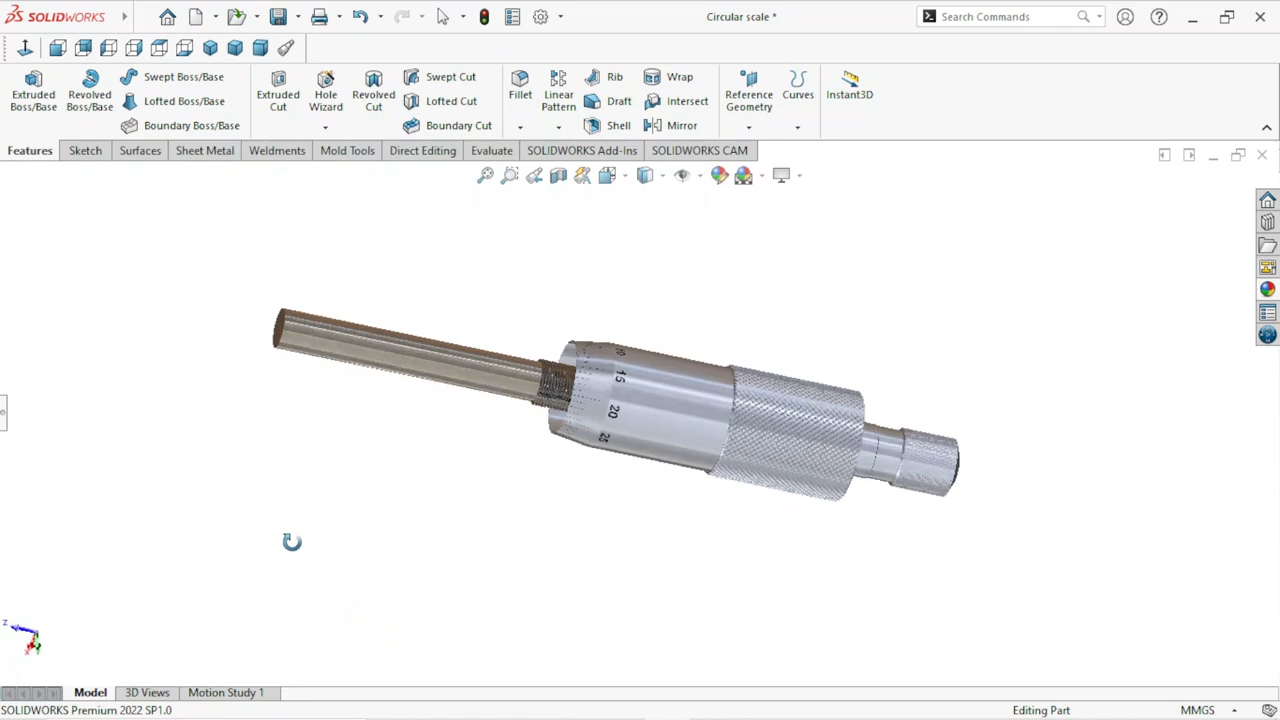 SOLIDWORKS
Circular scale *
Search Commands
Extruded Boss/Base
Revolved Boss/Base
Swept Boss/Base
Lofted Boss/Base
Boundary Boss/Base
Extruded Cut
Hole Wizard
Revolved Cut
Swept Cut
Lofted Cut
Boundary Cut
Fillet
Linear Pattern
Rib
Draft
Shell
Wrap
Intersect
Mirror
Reference Geometry
Curves
Instant3D
Features
Sketch
Surfaces
Sheet Metal
Weldments
Mold Tools
Direct Editing
Evaluate
SOLIDWORKS Add-Ins
SOLIDWORKS CAM
10
15
20
25
z
x
Model
3D Views
Motion Study 1
SOLIDWORKS Premium 2022 SP1.0
Editing Part
MMGS